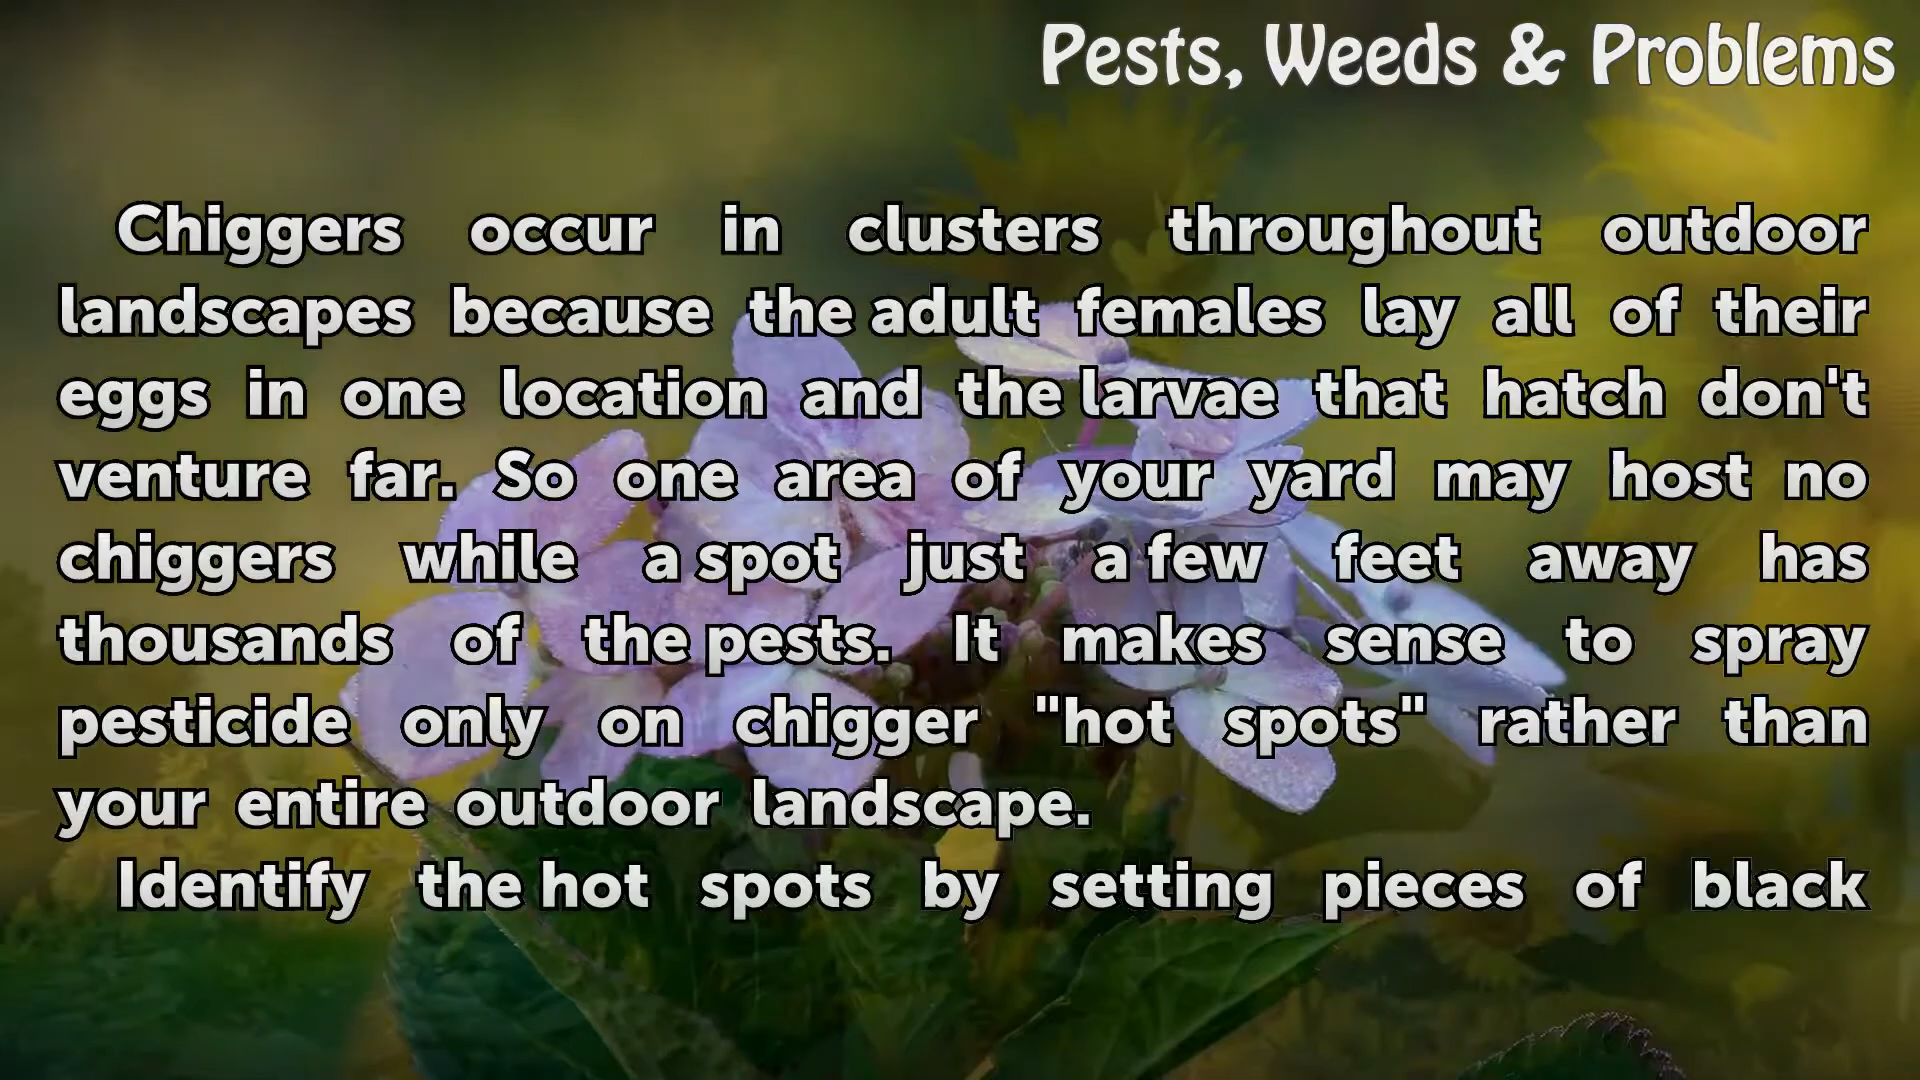 Pests, Weeds & Problems
Chiggers occur in clusters throughout outdoor
landscapes because the adult females lay all of their
eggs in one location and the larvae that hatch don't
venture far. So one area of your yard may host no
chiggers while a spot just a few feet away has
thousands of the pests. It makes sense to spray
pesticide only on chigger "hot spots" rather than
your entire outdoor landscape.
Identify the hot spots by setting pieces of black